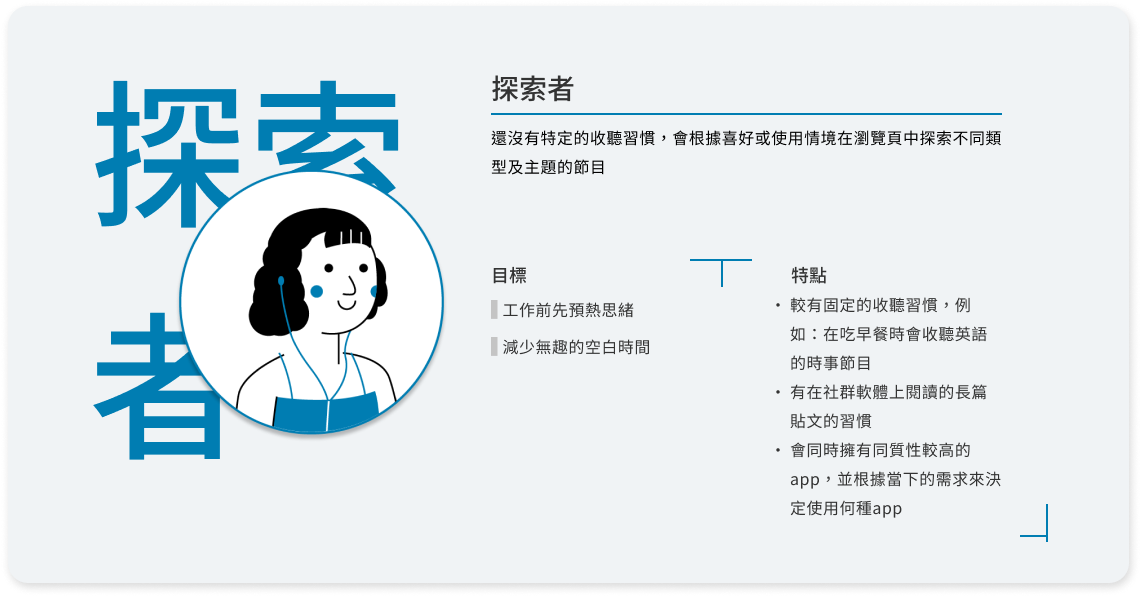 探索
者
探索者
還沒有特定的收聽習慣，會根據喜好或使用情境在瀏覽頁中探索不同類
型及主題的節目
目標
工作前先預熱思緒
減少無趣的空白時間
特點
• 較有固定的收聽習慣，例
如：在吃早餐時會收聽英語
的時事節目
• 有在社群軟體上閱讀的長篇
貼文的習慣
• 會同時擁有同質性較高的
app，並根據當下的需求來決
定使用何種app